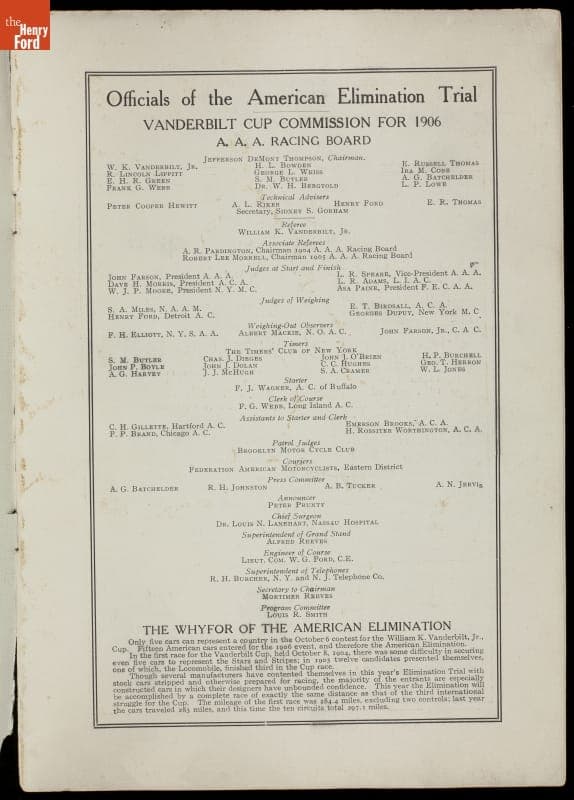 the
Henry
Ford
Officials of the American Elimination Trial
VANDERBILT CUP COMMISSION FOR 1906
A. A. A. RACING BOARD
Jefferson DeMont Thompson, Chairman.
W. K. Vanderbilt, Jr. H. L. Bowden E. Russell Thomas
R. Lincoln Lippitt George L. Weiss Ira M. Cobe
E. H. R. Green S. M. Butler A. G. Batchelder
Frank G. Webb Dr. W. H. Bergvold L. P. Lowe
Technical Advisers
Peter Cooper Hewitt A. L. Riker Henry Ford E. R. Thomas
Secretary, Sidney S. Gorham
Referee
William K. Vanderbilt, Jr.
Associate Referees
A. R. Pardington, Chairman 1904 A. A. A. Racing Board
Robert Lee Morrell, Chairman 1905 A. A. A. Racing Board
Judges at Start and Finish
John Farson, President A. A. A. L. R. Speare, Vice-President A. A. A.
Dave H. Morris, President A. C. A. L. R. Adams, L. I. A. C.
W. J. P. Moore, President N. Y. M. C. Asa Paine, President F. E. C. A. A.
Judges of Weighing
S. A. Miles, N. A. A. M. E. T. Birdsall, A. C. A.
Henry Ford, Detroit A. C. Georges Dupuy, New York M. C
Weighing-Out Observers
F. H. Elliott, N. Y. S. A. A. Albert Mackie, N. O. A. C. John Farson, Jr., C. A. C.
Timers
The Timers' Club of New York
S. M. Butler Chas. J. Dieges John J. O'Brien H. P. Burchell
John P. Boyle John J. Dolan C. C. Hughes Geo. T. Herron
A. G. Harvey J. J. McHugh S. A. Cramer W. L. Jones
Starter
F. J. Wagner, A. C. of Buffalo
Clerk of Course
F. G. Webb, Long Island A. C.
Assistants to Starter and Clerk
C. H. Gillette, Hartford A. C. Emerson Brooks, A. C. A.
P. P. Brand, Chicago A. C. H. Rossiter Worthington, A. C. A.
Patrol Judges
Brooklyn Motor Cycle Club
Couriers
Federation American Motorcyclists, Eastern District
Press Committee
A. G. Batchelder R. H. Johnston A. B. Tucker A. N. Jervis
Announcer
Peter Prunty
Chief Surgeon
Dr. Louis N. Lanehart, Nassau Hospital
Superintendent of Grand Stand
Alfred Reeves
Engineer of Course
Lieut. Com. W. G. Ford, C.E.
Superintendent of Telephones
R. H. Burcher, N. Y. and N. J. Telephone Co.
Secretary to Chairman
Mortimer Reeves
Program Committee
Louis R. Smith
THE WHYFOR OF THE AMERICAN ELIMINATION
Only five cars can represent a country in the October 6 contest for the William K. Vanderbilt, Jr.,
Cup. Fifteen American cars entered for the 1906 event, and therefore the American Elimination.
In the first race for the Vanderbilt Cup, held October 8, 1904, there was some difficulty in securing
even five cars to represent the Stars and Stripes; in 1905 twelve candidates presented themselves,
one of which, the Locomobile, finished third in the Cup race.
Though several manufacturers have contented themselves in this year's Elimination Trial with
stock cars stripped and otherwise prepared for racing, the majority of the entrants are especially
constructed cars in which their designers have unbounded confidence. This year the Elimination will
be accomplished by a complete race of exactly the same distance as that of the third international
struggle for the Cup. The mileage of the first race was 284.4 miles, excluding two controls; last year
the cars traveled 283 miles, and this time the ten circuits total 297.1 miles.